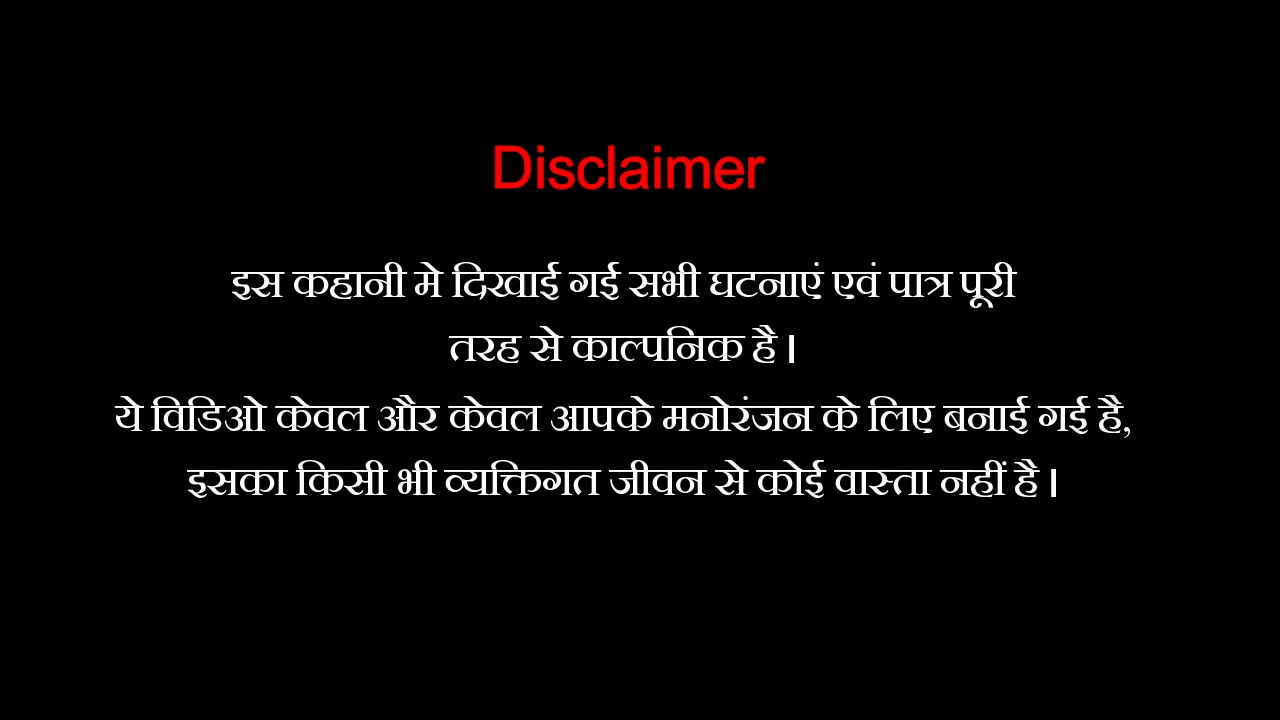 Disclaimer
इस कहानी मे दिखाई गई सभी घटनाएं एवं पात्र पूरी
तरह से काल्पनिक है।
ये विडिओ केवल और केवल आपके मनोरंजन के लिए बनाई गई है,
इसका किसी भी व्यक्तिगत जीवन से कोई वास्ता नहीं है।